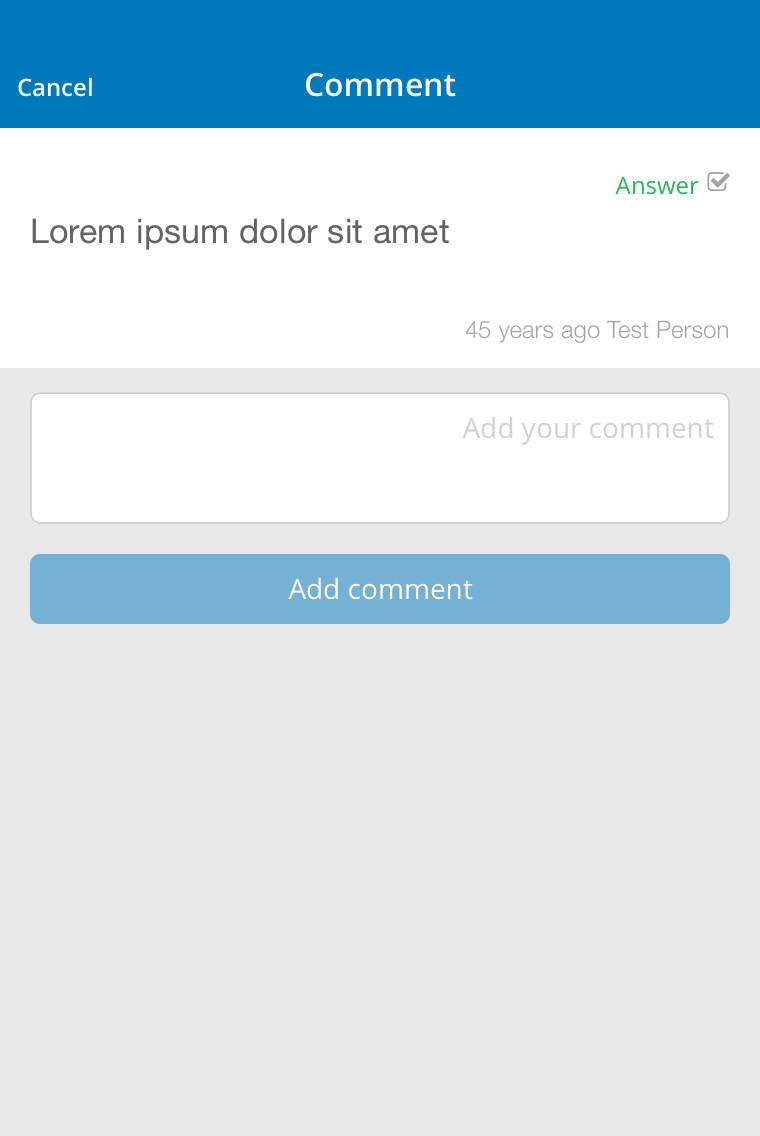 Cancel
Comment
Answer
Lorem ipsum dolor sit amet
45 years ago Test Person
Add your comment
Add comment